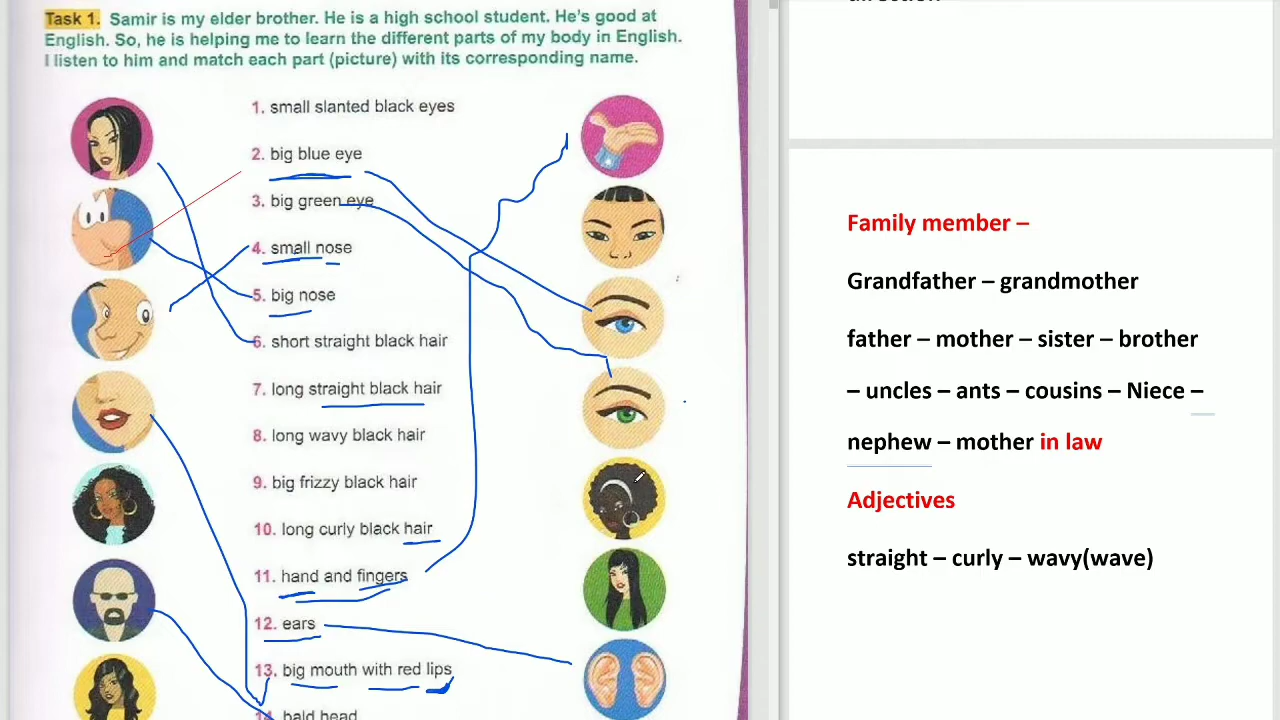 Task 1. Samir is my elder brother. He is a high school student. He's good at
English. So, he is helping me to learn the different parts of my body in English.
I listen to him and match each part (picture) with its corresponding name.
1. small slanted black eyes
2. big blue eye
3. big green eye
4. small nose
5. big nose
6. short straight black hair
7. long straight black hair
8. long wavy black hair
9. big frizzy black hair
10. long curly black hair
11. hand and fingers
12. ears
13. big mouth with red lips
14. bald head
direction
Family member –
Grandfather – grandmother
father – mother – sister – brother
– uncles – ants – cousins – Niece –
nephew – mother in law
Adjectives
straight – curly – wavy(wave)